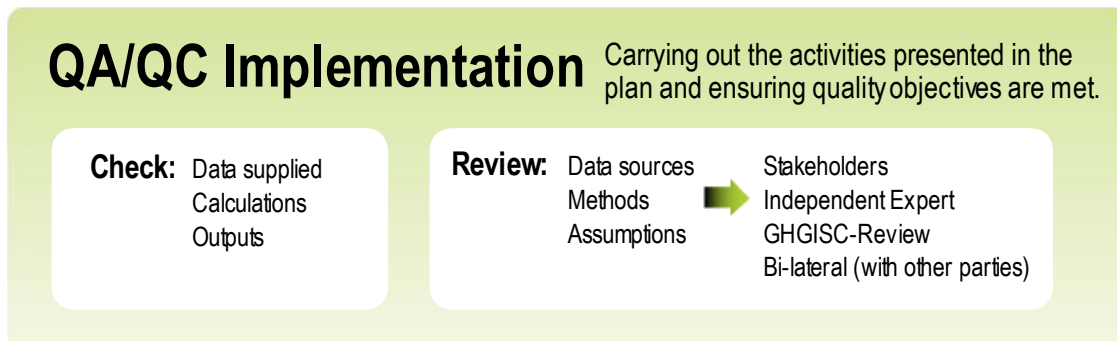 QA/QC Implementation
Carrying out the activities presented in the
plan and ensuring quality objectives are met.
Check:
Data supplied
Calculations
Outputs
Review:
Data sources
Methods
Assumptions
Stakeholders
Independent Expert
GHGISC-Review
Bi-lateral (with other parties)